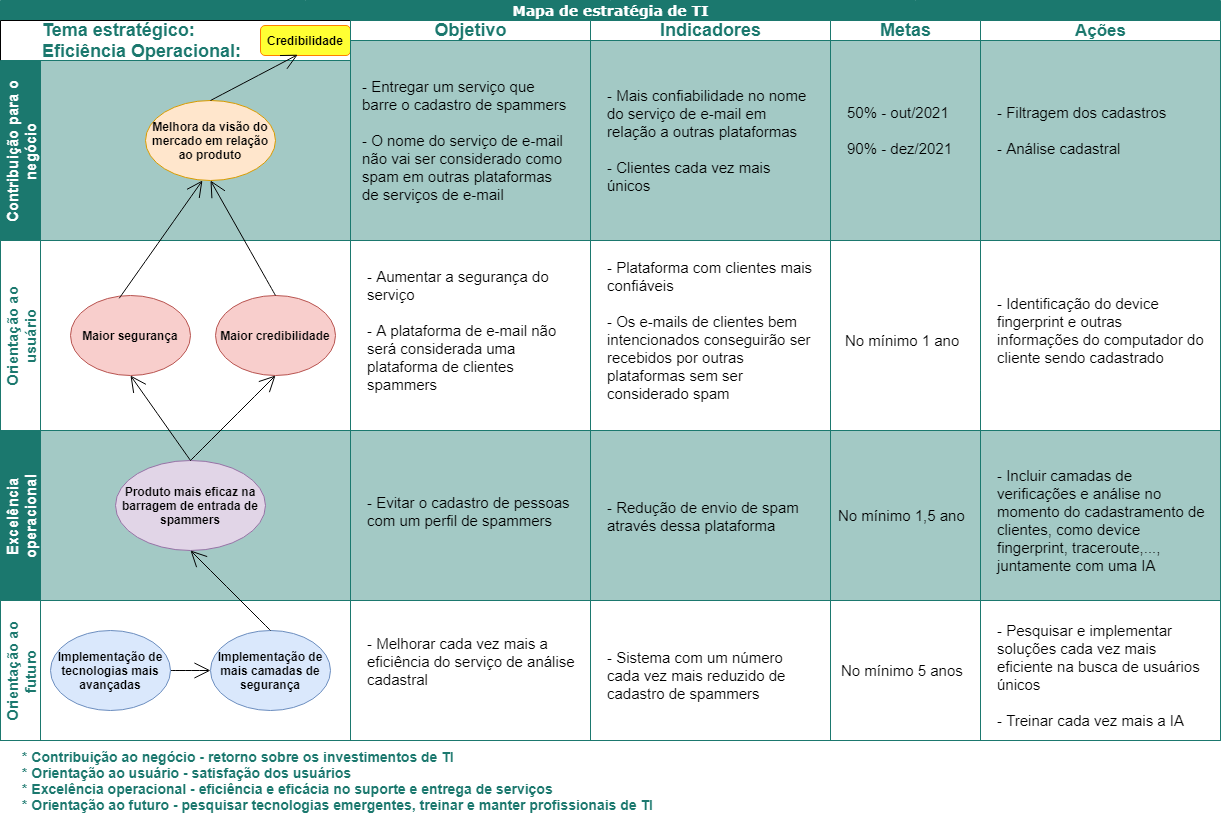 Mapa de estratégia de TI
Tema estratégico:
Eficiência Operacional:
Credibilidade
Objetivo
Indicadores
Metas
Ações
Contribuição para o
negócio
Melhora da visão do
mercado em relação
ao produto
- Entregar um serviço que
barre o cadastro de spammers
- O nome do serviço de e-mail
não vai ser considerado como
spam em outras plataformas
de serviços de e-mail
- Mais confiabilidade no nome
do serviço de e-mail em
relação a outras plataformas
- Clientes cada vez mais
únicos
50% - out/2021
90% - dez/2021
- Filtragem dos cadastros
- Análise cadastral
Orientação ao
usuário
Maior segurança
Maior credibilidade
- Aumentar a segurança do
serviço
- A plataforma de e-mail não
será considerada uma
plataforma de clientes
spammers
- Plataforma com clientes mais
confiáveis
- Os e-mails de clientes bem
intencionados conseguirão ser
recebidos por outras
plataformas sem ser
considerado spam
No mínimo 1 ano
- Identificação do device
fingerprint e outras
informações do computador do
cliente sendo cadastrado
Excelência
operacional
Produto mais eficaz na
barragem de entrada de
spammers
- Evitar o cadastro de pessoas
com um perfil de spammers
- Redução de envio de spam
através dessa plataforma
No mínimo 1,5 ano
- Incluir camadas de
verificações e análise no
momento do cadastramento de
clientes, como device
fingerprint, traceroute,...,
juntamente com uma IA
Orientação ao
futuro
Implementação de
tecnologias mais
avançadas
Implementação de
mais camadas de
segurança
- Melhorar cada vez mais a
eficiência do serviço de análise
cadastral
- Sistema com um número
cada vez mais reduzido de
cadastro de spammers
No mínimo 5 anos
- Pesquisar e implementar
soluções cada vez mais
eficiente na busca de usuários
únicos
- Treinar cada vez mais a IA
* Contribuição ao negócio - retorno sobre os investimentos de TI
* Orientação ao usuário - satisfação dos usuários
* Excelência operacional - eficiência e eficácia no suporte e entrega de serviços
* Orientação ao futuro - pesquisar tecnologias emergentes, treinar e manter profissionais de TI